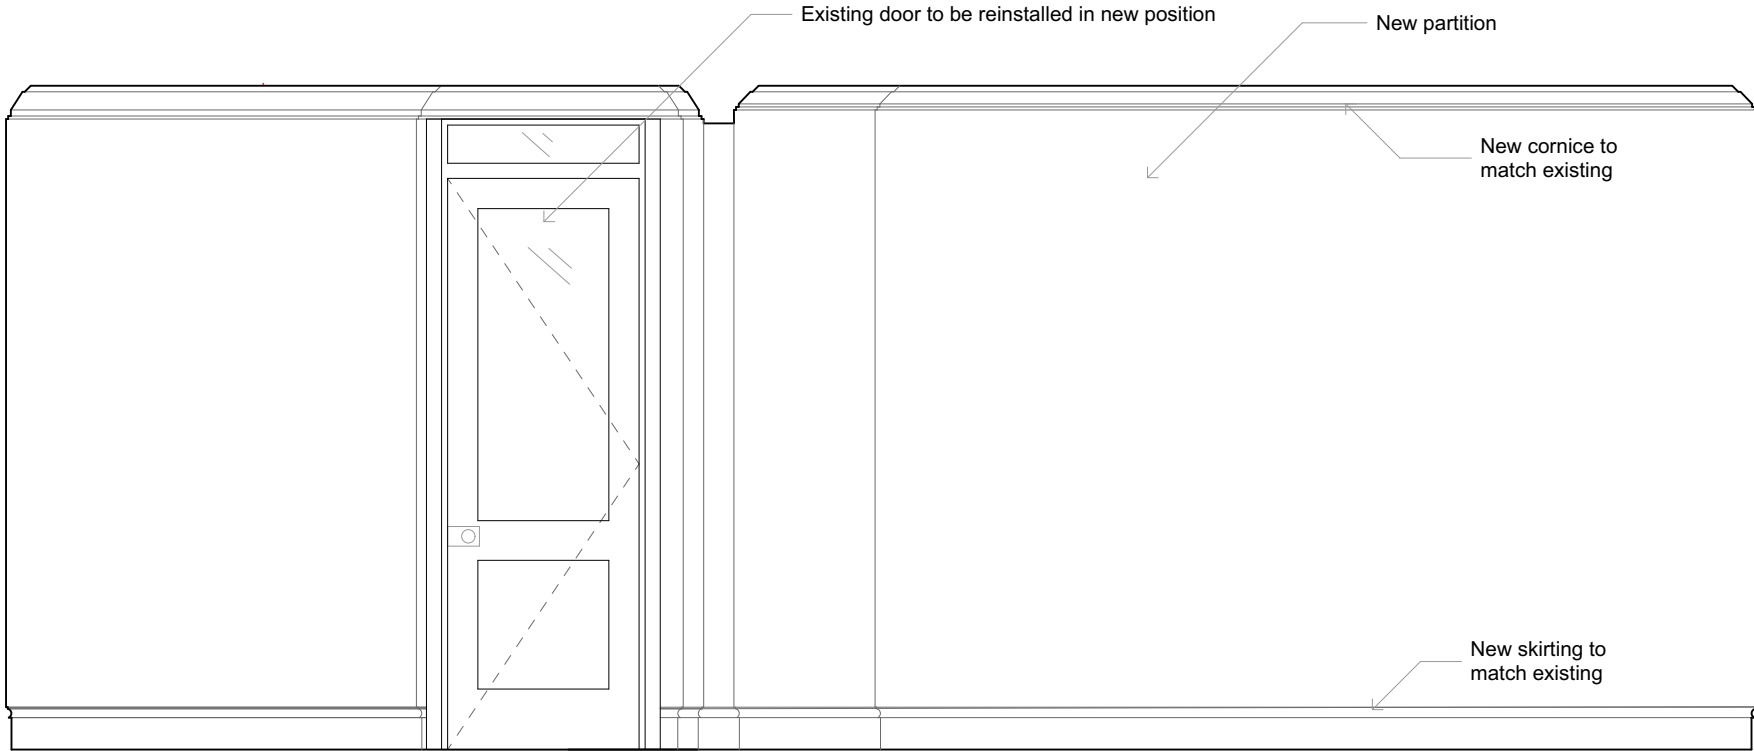 Existing door to be reinstalled in new position
New partition
New cornice to
match existing
New skirting to
match existing